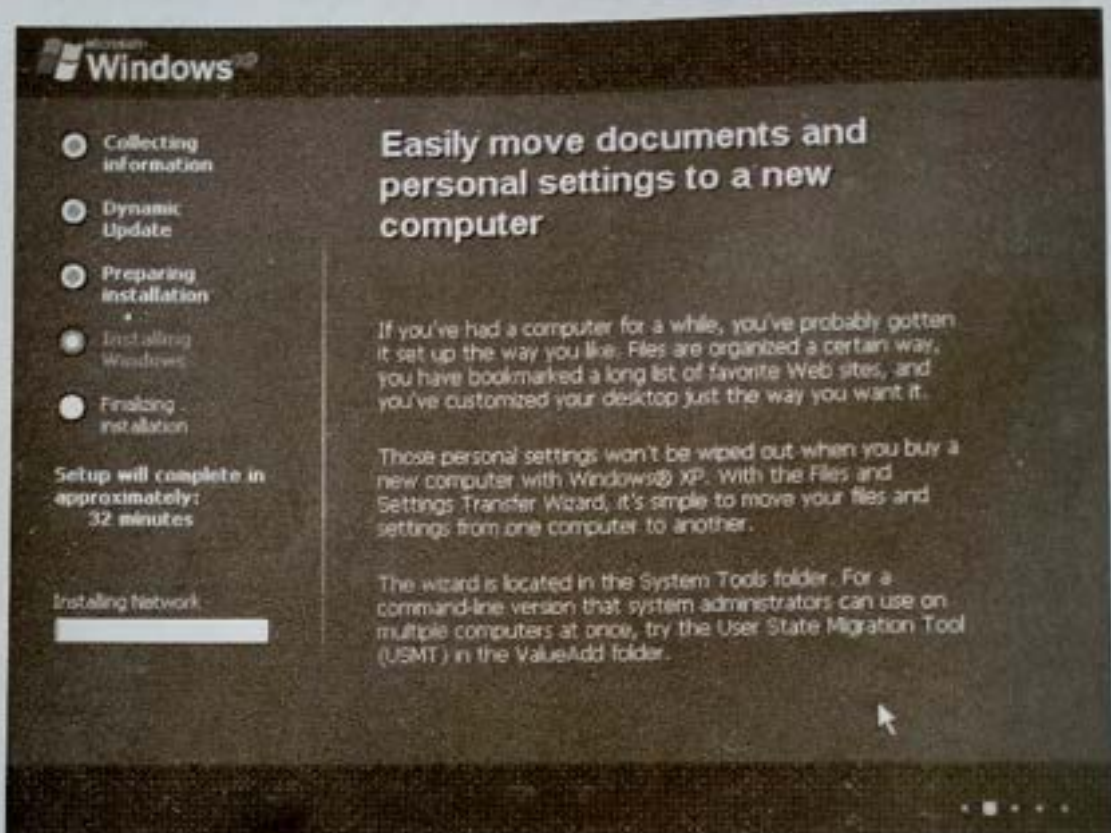 Microsoft
Windows xp
Collecting
information
Dynamic
Update
Preparing
installation
Installing
Windows
Finalizing
installation
Setup will complete in
approximately:
32 minutes
Installing Network
Easily move documents and
personal settings to a new
computer
If you've had a computer for a while, you've probably gotten
it set up the way you like. Files are organized a certain way,
you have bookmarked a long list of favorite Web sites, and
you've customized your desktop just the way you want it.
Those personal settings won't be wiped out when you buy a
new computer with Windows® XP. With the Files and
Settings Transfer Wizard, it's simple to move your files and
settings from one computer to another.
The wizard is located in the System Tools folder. For a
command-line version that system administrators can use on
multiple computers at once, try the User State Migration Tool
(USMT) in the ValueAdd folder.